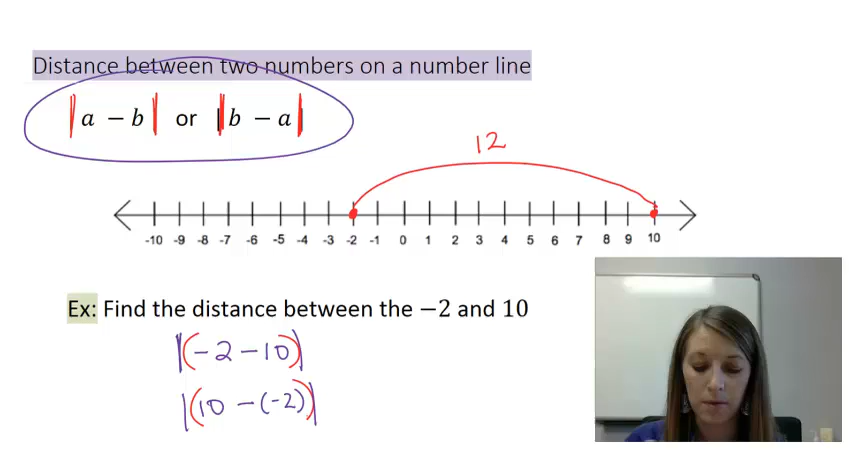 Distance between two numbers on a number line
|a − b| or |b − a|
12
-10 -9 -8 -7 -6 -5 -4 -3 -2 -1 0 1 2 3 4 5 6 7 8 9 10
Ex: Find the distance between the −2 and 10
|(-2 - 10)|
|(10 - (-2))|